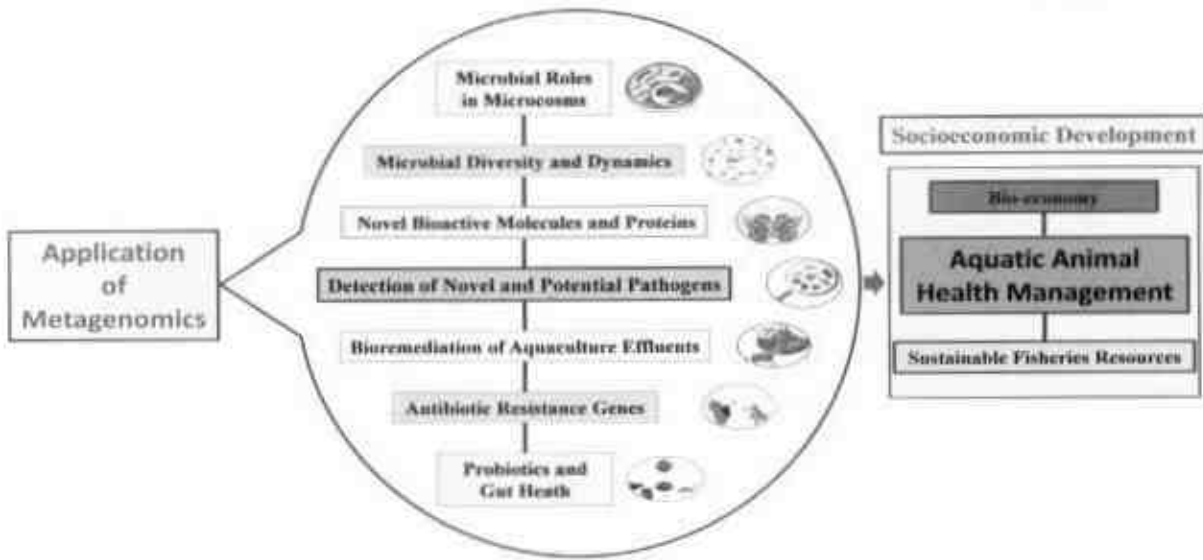 Application
of
Metagenomics
Microbial Roles
in Microcosms
Microbial Diversity and Dynamics
Novel Bioactive Molecules and Proteins
Detection of Novel and Potential Pathogens
Bioremediation of Aquaculture Effluents
Antibiotic Resistance Genes
Probiotics and
Gut Heath
Socioeconomic Development
Bio-economy
Aquatic Animal
Health Management
Sustainable Fisheries Resources